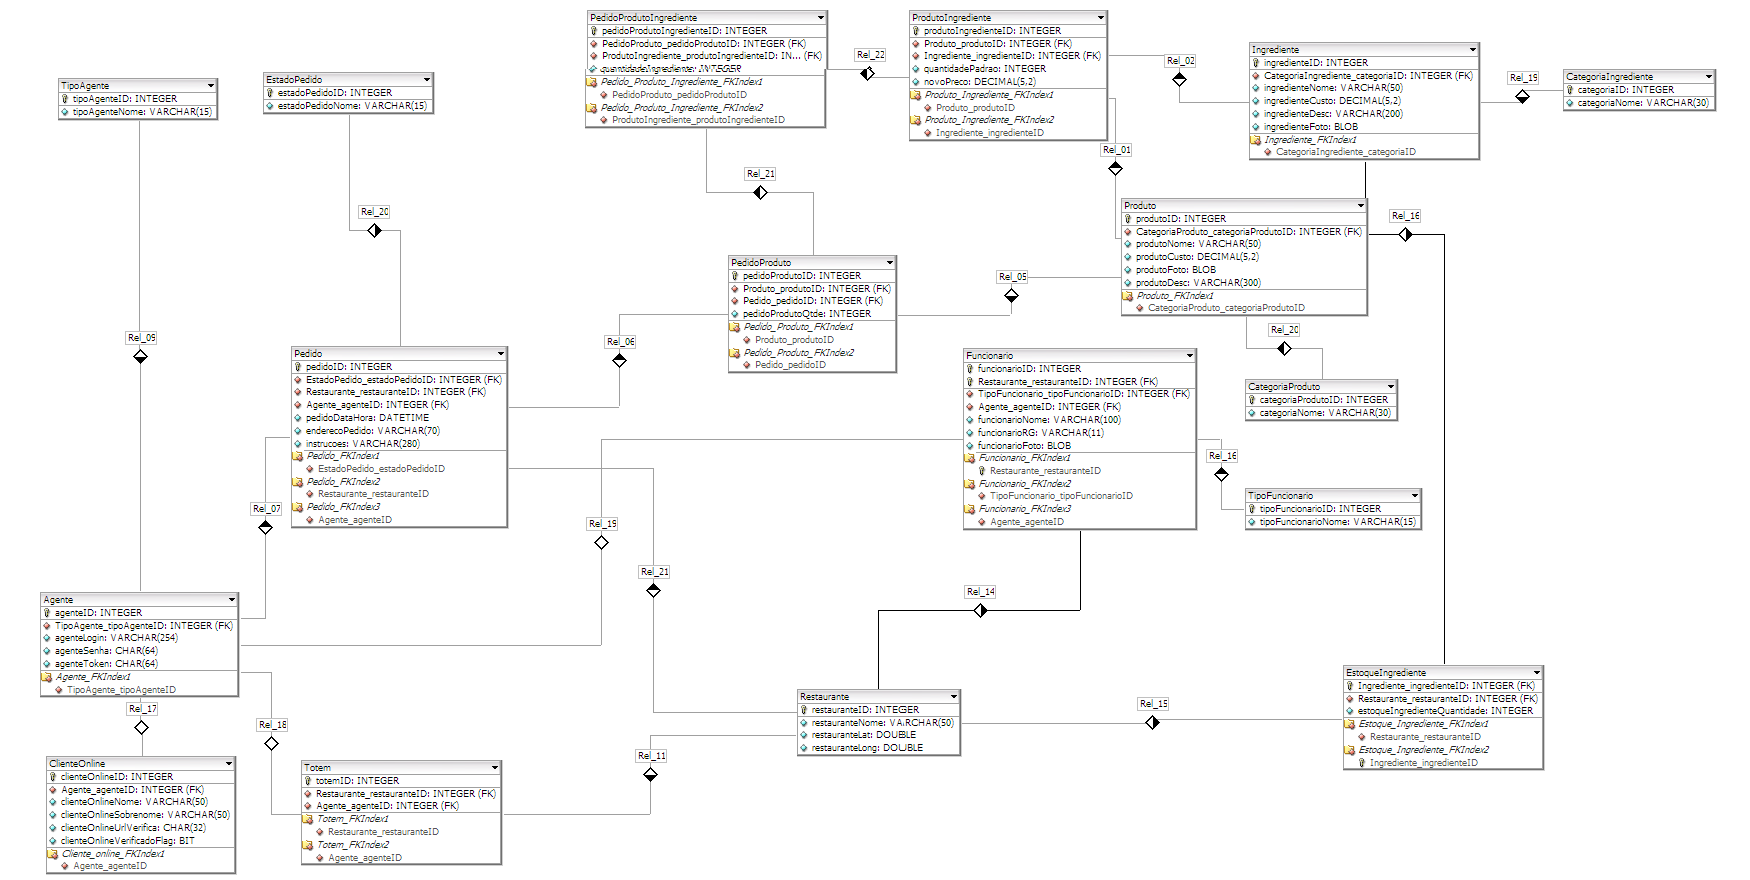 PedidoProdutoIngrediente
pedidoProdutoIngredienteID: INTEGER
PedidoProduto_pedidoProdutoID: INTEGER (FK)
ProdutoIngrediente_produtoIngredienteID: IN... (FK)
quantidadeIngrediente: INTEGER
Pedido_Produto_Ingrediente_FKIndex1
PedidoProduto_pedidoProdutoID
Pedido_Produto_Ingrediente_FKIndex2
ProdutoIngrediente_produtoIngredienteID
Rel_22
ProdutoIngrediente
produtoIngredienteID: INTEGER
Produto_produtoID: INTEGER (FK)
Ingrediente_ingredienteID: INTEGER (FK)
quantidadePadrao: INTEGER
novoPreco: DECIMAL(5,2)
Produto_Ingrediente_FKIndex1
Produto_produtoID
Produto_Ingrediente_FKIndex2
Ingrediente_ingredienteID
Rel_02
Ingrediente
ingredienteID: INTEGER
CategoriaIngrediente_categoriaID: INTEGER (FK)
ingredienteNome: VARCHAR(50)
ingredienteCusto: DECIMAL(5,2)
ingredienteDesc: VARCHAR(200)
ingredienteFoto: BLOB
Ingrediente_FKIndex1
CategoriaIngrediente_categoriaID
Rel_19
CategoriaIngrediente
categoriaID: INTEGER
categoriaNome: VARCHAR(30)
TipoAgente
tipoAgenteID: INTEGER
tipoAgenteNome: VARCHAR(15)
EstadoPedido
estadoPedidoID: INTEGER
estadoPedidoNome: VARCHAR(15)
Rel_01
Rel_21
Rel_20
Produto
produtoID: INTEGER
CategoriaProduto_categoriaProdutoID: INTEGER (FK)
produtoNome: VARCHAR(50)
produtoCusto: DECIMAL(5,2)
produtoFoto: BLOB
produtoDesc: VARCHAR(300)
Produto_FKIndex1
CategoriaProduto_categoriaProdutoID
Rel_16
PedidoProduto
pedidoProdutoID: INTEGER
Produto_produtoID: INTEGER (FK)
Pedido_pedidoID: INTEGER (FK)
pedidoProdutoQtde: INTEGER
Pedido_Produto_FKIndex1
Produto_produtoID
Pedido_Produto_FKIndex2
Pedido_pedidoID
Rel_05
Rel_09
Rel_06
Rel_20
Pedido
pedidoID: INTEGER
EstadoPedido_estadoPedidoID: INTEGER (FK)
Restaurante_restauranteID: INTEGER (FK)
Agente_agenteID: INTEGER (FK)
pedidoDataHora: DATETIME
enderecoPedido: VARCHAR(70)
instrucoes: VARCHAR(280)
Pedido_FKIndex1
EstadoPedido_estadoPedidoID
Pedido_FKIndex2
Restaurante_restauranteID
Pedido_FKIndex3
Agente_agenteID
Funcionario
funcionarioID: INTEGER
Restaurante_restauranteID: INTEGER (FK)
TipoFuncionario_tipoFuncionarioID: INTEGER (FK)
Agente_agenteID: INTEGER (FK)
funcionarioNome: VARCHAR(100)
funcionarioRG: VARCHAR(11)
funcionarioFoto: BLOB
Funcionario_FKIndex1
Restaurante_restauranteID
Funcionario_FKIndex2
TipoFuncionario_tipoFuncionarioID
Funcionario_FKIndex3
Agente_agenteID
CategoriaProduto
categoriaProdutoID: INTEGER
categoriaNome: VARCHAR(30)
Rel_16
TipoFuncionario
tipoFuncionarioID: INTEGER
tipoFuncionarioNome: VARCHAR(15)
Rel_07
Rel_19
Rel_21
Rel_14
Agente
agenteID: INTEGER
TipoAgente_tipoAgenteID: INTEGER (FK)
agenteLogin: VARCHAR(254)
agenteSenha: CHAR(64)
agenteToken: CHAR(64)
Agente_FKIndex1
TipoAgente_tipoAgenteID
Rel_17
Rel_18
Restaurante
restauranteID: INTEGER
restauranteNome: VARCHAR(50)
restauranteLat: DOUBLE
restauranteLong: DOUBLE
Rel_15
EstoqueIngrediente
Ingrediente_ingredienteID: INTEGER (FK)
Restaurante_restauranteID: INTEGER (FK)
estoqueIngredienteQuantidade: INTEGER
Estoque_Ingrediente_FKIndex1
Restaurante_restauranteID
Estoque_Ingrediente_FKIndex2
Ingrediente_ingredienteID
Rel_11
ClienteOnline
clienteOnlineID: INTEGER
Agente_agenteID: INTEGER (FK)
clienteOnlineNome: VARCHAR(50)
clienteOnlineSobrenome: VARCHAR(50)
clienteOnlineUrlVerifica: CHAR(32)
clienteOnlineVerificadoFlag: BIT
Cliente_online_FKIndex1
Agente_agenteID
Totem
totemID: INTEGER
Restaurante_restauranteID: INTEGER (FK)
Agente_agenteID: INTEGER (FK)
Totem_FKIndex1
Restaurante_restauranteID
Totem_FKIndex2
Agente_agenteID